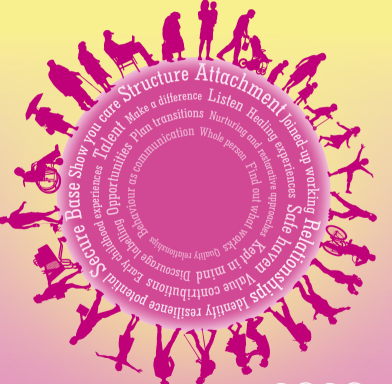 Structure Attachment Joined-up working Relationships Identify resilience potential Secure Base Show you care
Talent Make a difference Listen Healing experiences Safe haven Value contributions Early childhood experiences
Opportunities Plan transitions Nurturing and restorative approaches Kept in mind Discourage labelling
Behaviour as communication Whole person Find out what works Quality relationships